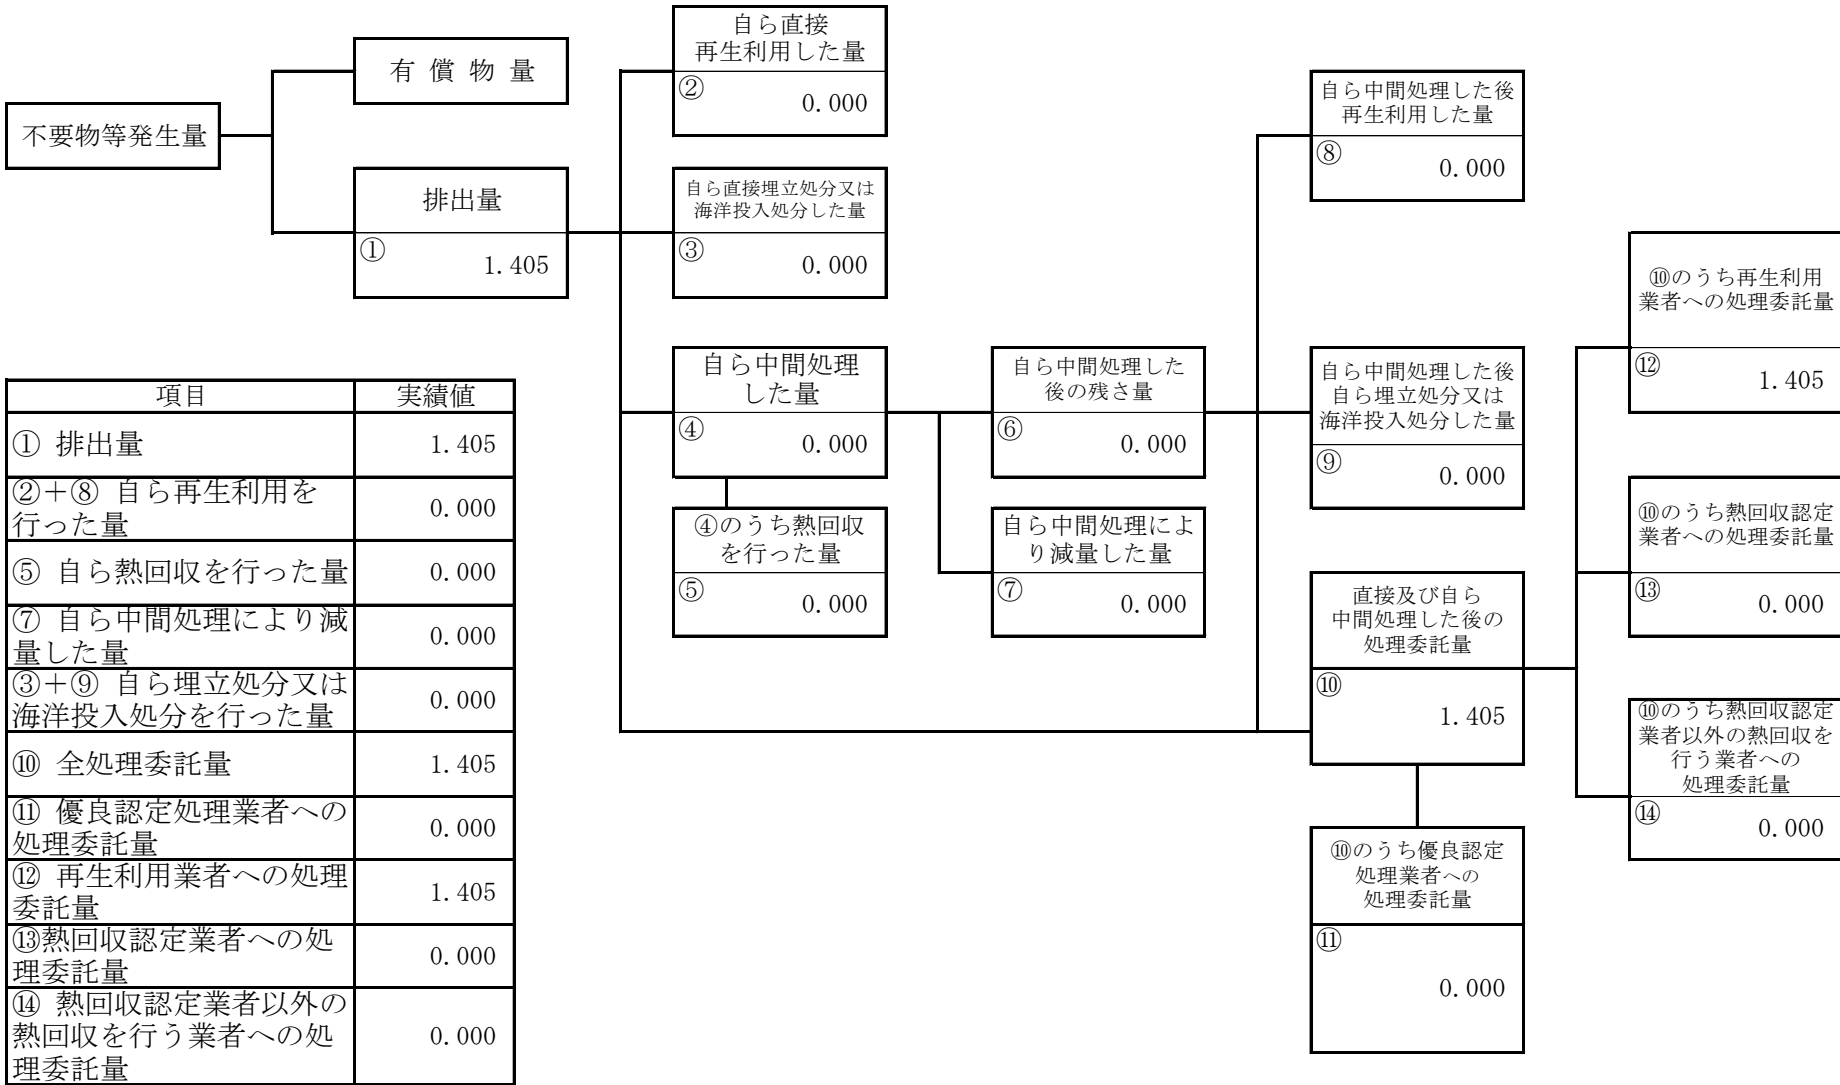 不要物等発生量
有 償 物 量
排出量
① 1.405
自ら直接
再生利用した量
② 0.000
自ら直接埋立処分又は
海洋投入処分した量
③ 0.000
自ら中間処理
した量
④ 0.000
④のうち熱回収
を行った量
⑤ 0.000
自ら中間処理した
後の残さ量
⑥ 0.000
自ら中間処理によ
り減量した量
⑦ 0.000
自ら中間処理した後
再生利用した量
⑧ 0.000
自ら中間処理した後
自ら埋立処分又は
海洋投入処分した量
⑨ 0.000
直接及び自ら
中間処理した後の
処理委託量
⑩ 1.405
⑩のうち優良認定
処理業者への
処理委託量
⑪ 0.000
⑩のうち再生利用
業者への処理委託量
⑫ 1.405
⑩のうち熱回収認定
業者への処理委託量
⑬ 0.000
⑩のうち熱回収認定
業者以外の熱回収を
行う業者への
処理委託量
⑭ 0.000
項目 実績値
① 排出量 1.405
②＋⑧ 自ら再生利用を
行った量 0.000
⑤ 自ら熱回収を行った量 0.000
⑦ 自ら中間処理により減
量した量 0.000
③＋⑨ 自ら埋立処分又は
海洋投入処分を行った量 0.000
⑩ 全処理委託量 1.405
⑪ 優良認定処理業者への
処理委託量 0.000
⑫ 再生利用業者への処理
委託量 1.405
⑬熱回収認定業者への処
理委託量 0.000
⑭ 熱回収認定業者以外の
熱回収を行う業者への処
理委託量 0.000